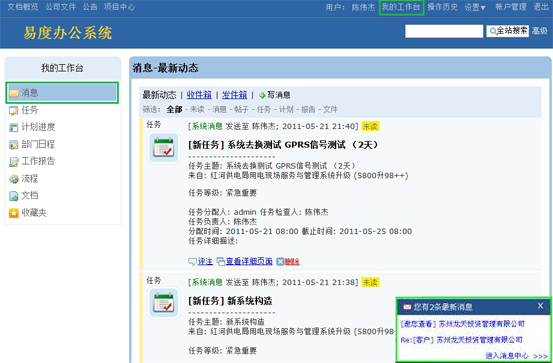 文档概览 公司文件 公告 项目中心
用户: 陈伟杰 我的工作台 操作历史 设置▼ 帐户管理 退出
易度办公系统
全站搜索 高级
我的工作台
消息
任务
计划进度
部门日程
工作报告
流程
文档
收藏夹
消息-最新动态
最新动态 | 收件箱 | 发件箱 | 写消息
筛选: 全部 - 未读 - 消息 - 帖子 - 任务 - 计划 - 报告 - 文件
任务
[系统消息 发送至 陈伟杰; 2011-05-21 21:40] 未读
[新任务] 系统去换测试 GPRS信号测试 (2天)
--------------------
任务主题: 系统去换测试 GPRS信号测试 (2天)
来自: 红河供电局用电现场服务与管理系统升级 (5800升98++)
任务等级: 紧急重要
任务分配人: admin 任务检查人: 陈伟杰
任务负责人: 陈伟杰
分配时间: 2011-05-21 08:00 截止时间: 2011-05-25 08:00
任务详细描述:
评注 查看详细页面 删除
任务
[系统消息 发送至 陈伟杰; 2011-05-21 21:38] 未读
[新任务] 新系统构造
--------------------
任务主题: 新系统构造
来自: 红河供电局用电现场服务与管理系统升级 (5800升98+
任务等级: 紧急重要
您有2条最新消息 X
[邀您查看] 苏州龙天投资管理有限公司
Re:[客户] 苏州龙天投资管理有限公司
进入消息中心 >>>